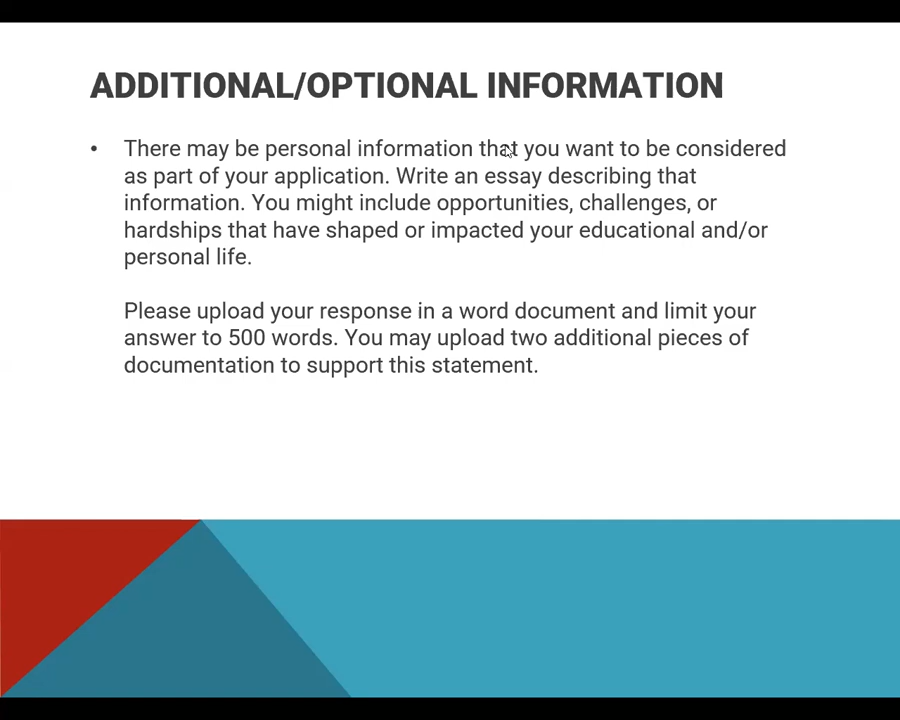 ADDITIONAL/OPTIONAL INFORMATION
• There may be personal information that you want to be considered
as part of your application. Write an essay describing that
information. You might include opportunities, challenges, or
hardships that have shaped or impacted your educational and/or
personal life.
Please upload your response in a word document and limit your
answer to 500 words. You may upload two additional pieces of
documentation to support this statement.